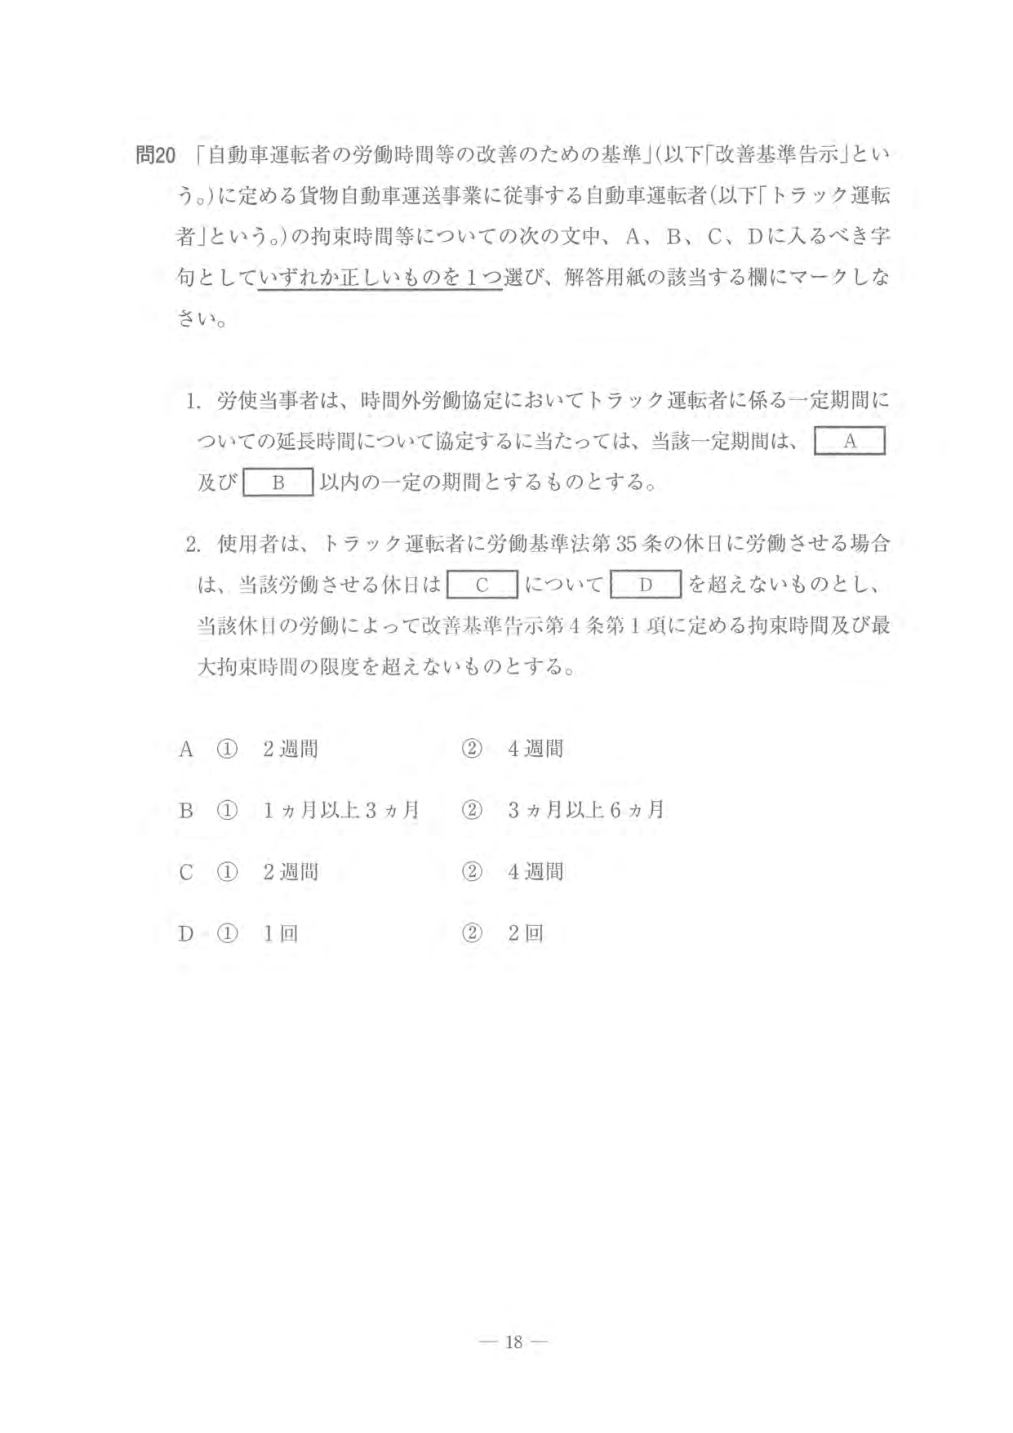 問20 「自動車運転者の労働時間等の改善のための基準」(以下「改善基準告示」とい
う。)に定める貨物自動車運送事業に従事する自動車運転者(以下「トラック運転
者」という。)の拘束時間等についての次の文中、A、B、C、Dに入るべき字
句としていずれか正しいものを1つ選び、解答用紙の該当する欄にマークしな
さい。
1. 労使当事者は、時間外労働協定においてトラック運転者に係る一定期間に
ついての延長時間について協定するに当たっては、当該一定期間は、 A
及び B 以内の一定の期間とするものとする。
2. 使用者は、トラック運転者に労働基準法第35条の休日に労働させる場合
は、当該労働させる休日は C について D を超えないものとし、
当該休日の労働によって改善基準告示第4条第1項に定める拘束時間及び最
大拘束時間の限度を超えないものとする。
A ① 2週間 ② 4週間
B ① 1ヵ月以上3ヵ月 ② 3ヵ月以上6ヵ月
C ① 2週間 ② 4週間
D ① 1回 ② 2回
― 18 ―